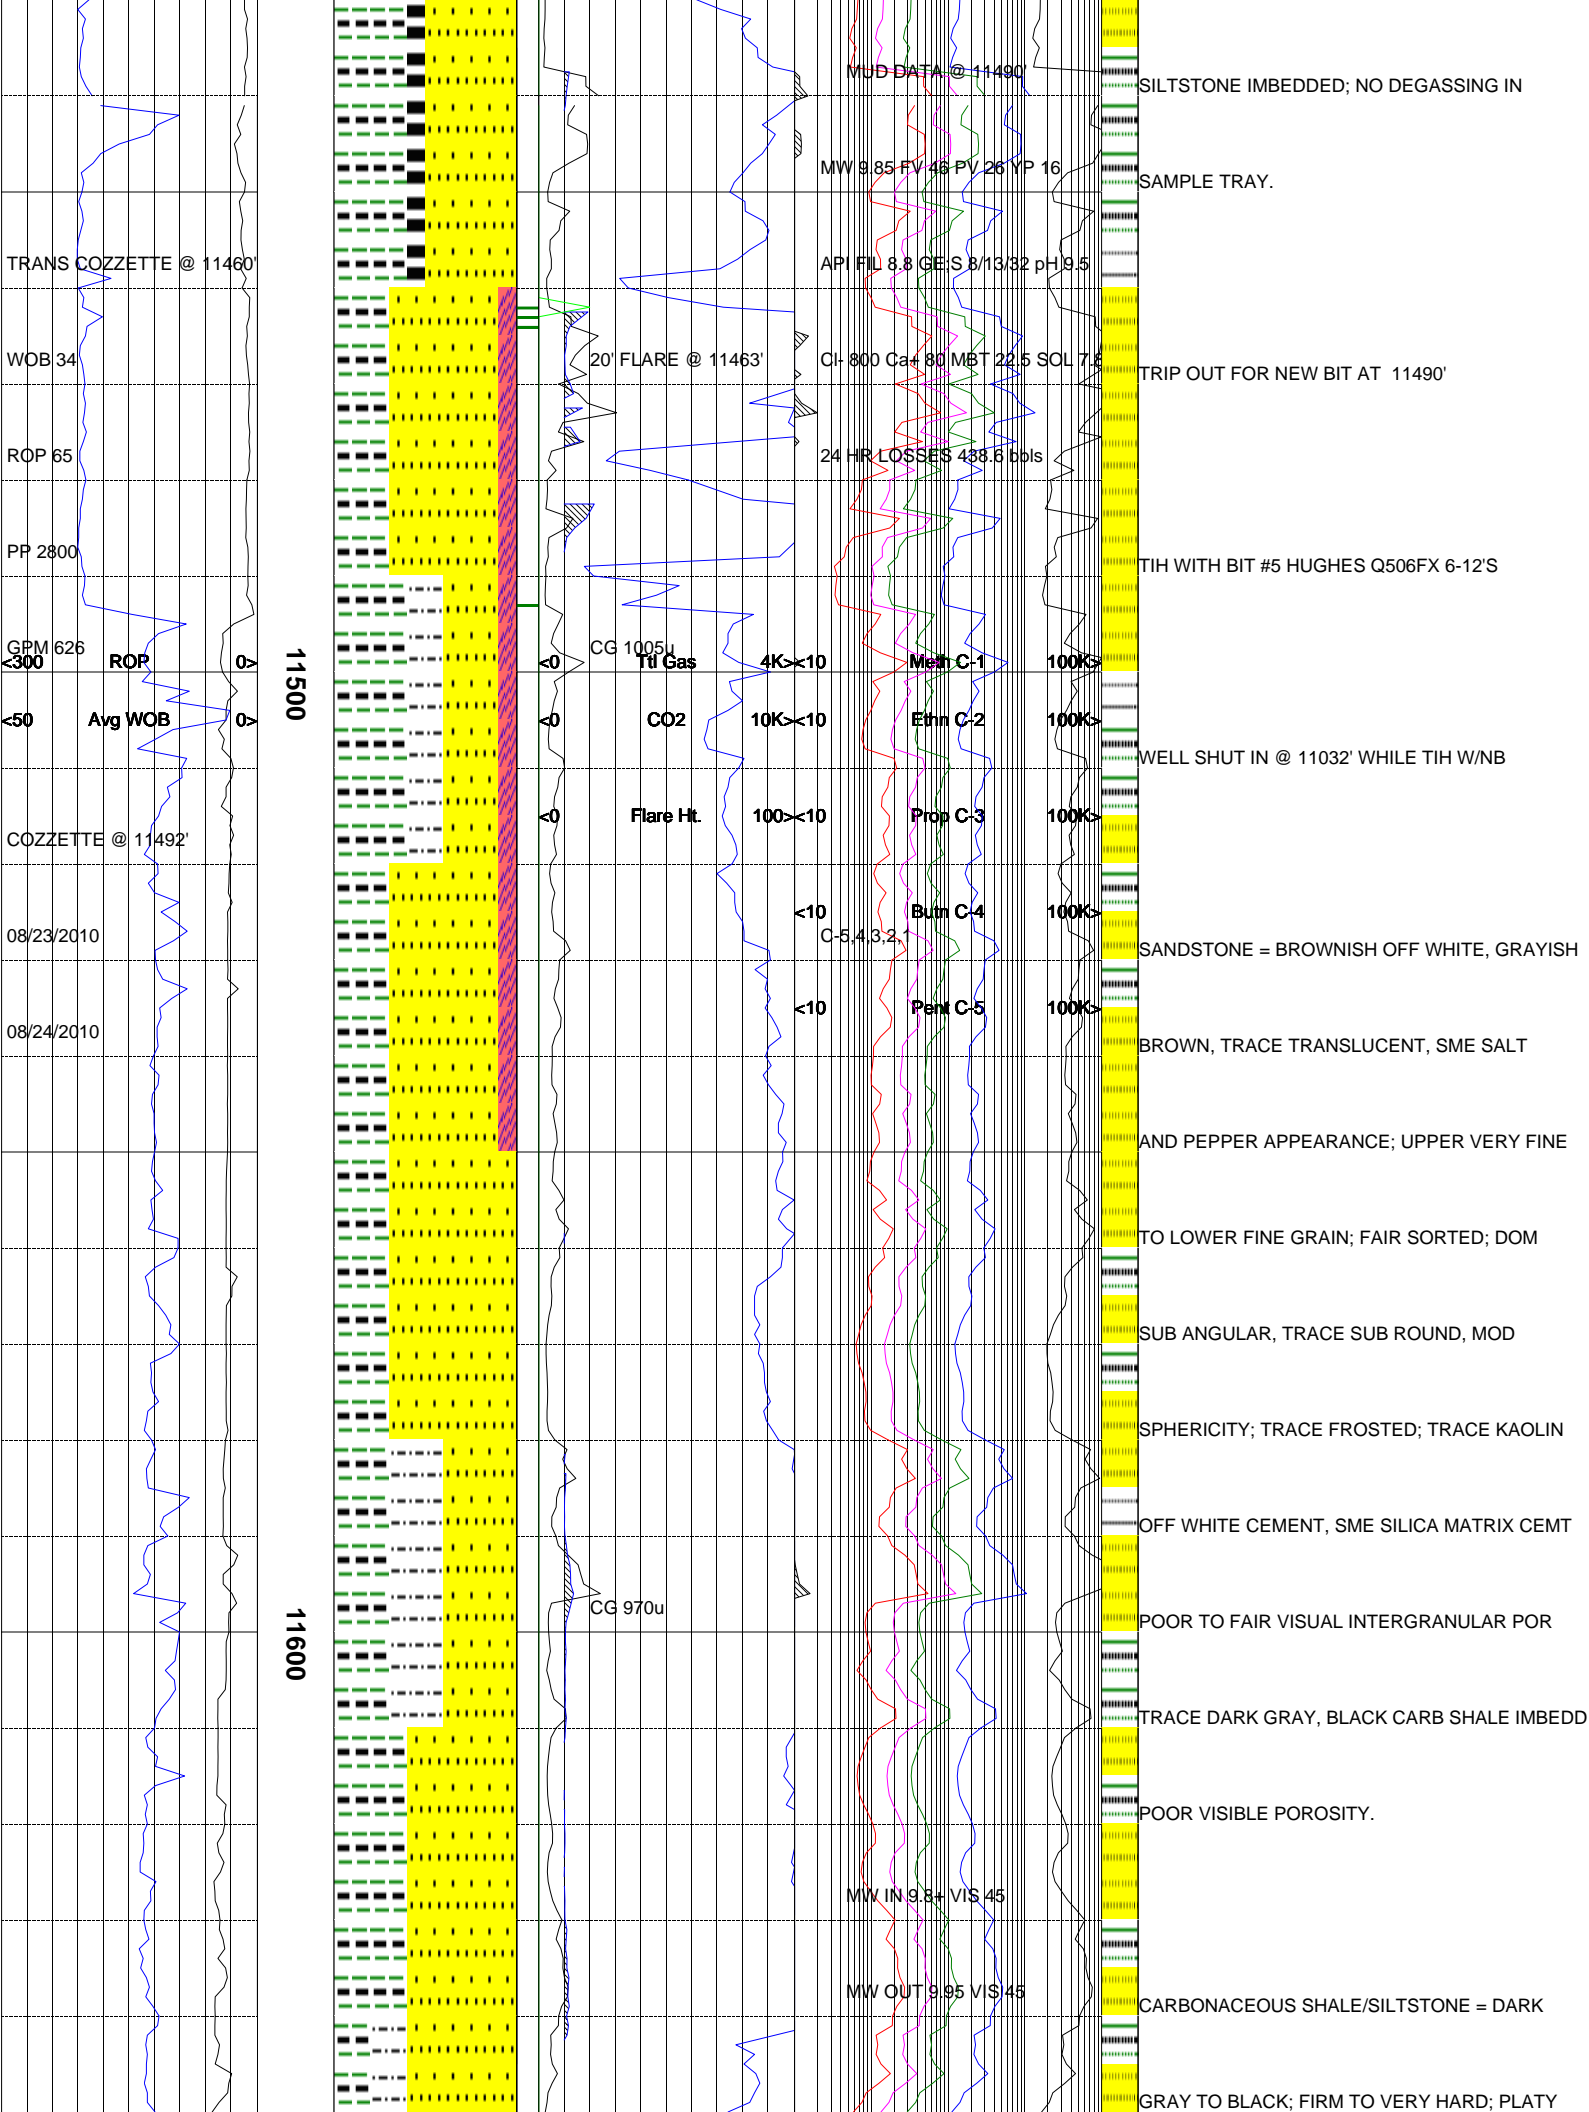 MUD DATA @ 11490'
SILTSTONE IMBEDDED; NO DEGASSING IN
MW 9.85 FV 46 PV 26 YP 16
SAMPLE TRAY.
TRANS COZZETTE @ 11460'
API FIL 8.8 GE;S 8/13/32 pH 9.5
WOB 34
20' FLARE @ 11463'
Cl- 800 Ca+ 80 MBT 22.5 SOL
TRIP OUT FOR NEW BIT AT 11490'
ROP 65
24 HR LOSSES 438.6 bbls
PP 2800
TIH WITH BIT #5 HUGHES Q506FX 6-12'S
GPM 626
CG 1005u
<300 ROP 0>
<0 Ttl Gas 4K>
<10 Meth C-1 100K>
11500
<50 Avg WOB 0>
<0 CO2 10K>
<10 Ethn C-2 100K>
WELL SHUT IN @ 11032' WHILE TIH W/NB
<0 Flare Ht. 100>
<10 Prop C-3 100K>
COZZETTE @ 11492'
<10 Butn C-4 100K>
08/23/2010
C-5,4,3,2,1
SANDSTONE = BROWNISH OFF WHITE, GRAYISH
<10 Pent C-5 100K>
08/24/2010
BROWN, TRACE TRANSLUCENT, SME SALT
AND PEPPER APPEARANCE; UPPER VERY FINE
TO LOWER FINE GRAIN; FAIR SORTED; DOM
SUB ANGULAR, TRACE SUB ROUND, MOD
SPHERICITY; TRACE FROSTED; TRACE KAOLIN
OFF WHITE CEMENT, SME SILICA MATRIX CEMT
CG 970u
POOR TO FAIR VISUAL INTERGRANULAR POR
11600
TRACE DARK GRAY, BLACK CARB SHALE IMBEDD
POOR VISIBLE POROSITY.
MW IN 9.8+ VIS 45
MW OUT 9.95 VIS 45
CARBONACEOUS SHALE/SILTSTONE = DARK
GRAY TO BLACK; FIRM TO VERY HARD; PLATY